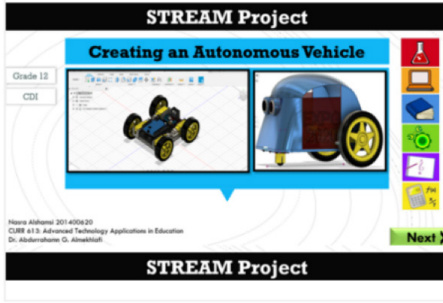 STREAM Project
Creating an Autonomous Vehicle
Grade 12
CDI
Nasra Alshamsi 201400620
CURR 613: Advanced Technology Applications in Education
Dr. Abdurrahama G. Almekhlafi
Next
STREAM Project